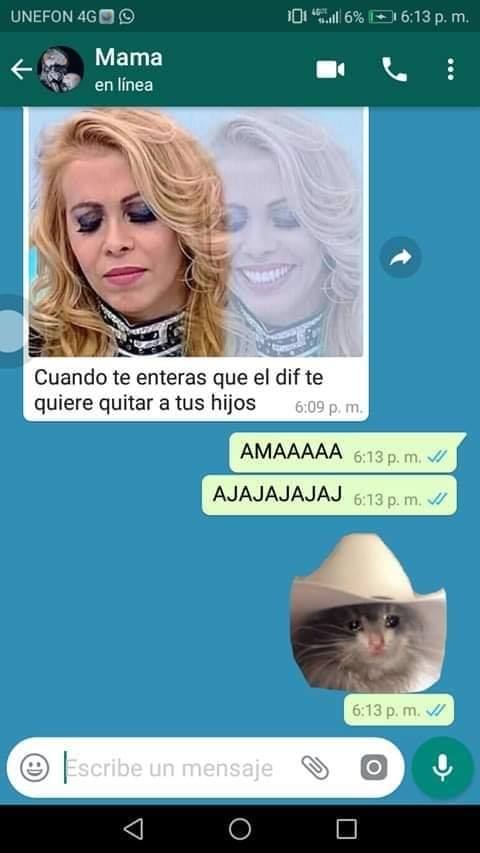 UNEFON 4G 6% 6:13 p. m.
Mama
en línea
Cuando te enteras que el dif te
quiere quitar a tus hijos 6:09 p. m.
AMAAAAA 6:13 p. m.
AJAJAJAJAJ 6:13 p. m.
6:13 p. m.
Escribe un mensaje